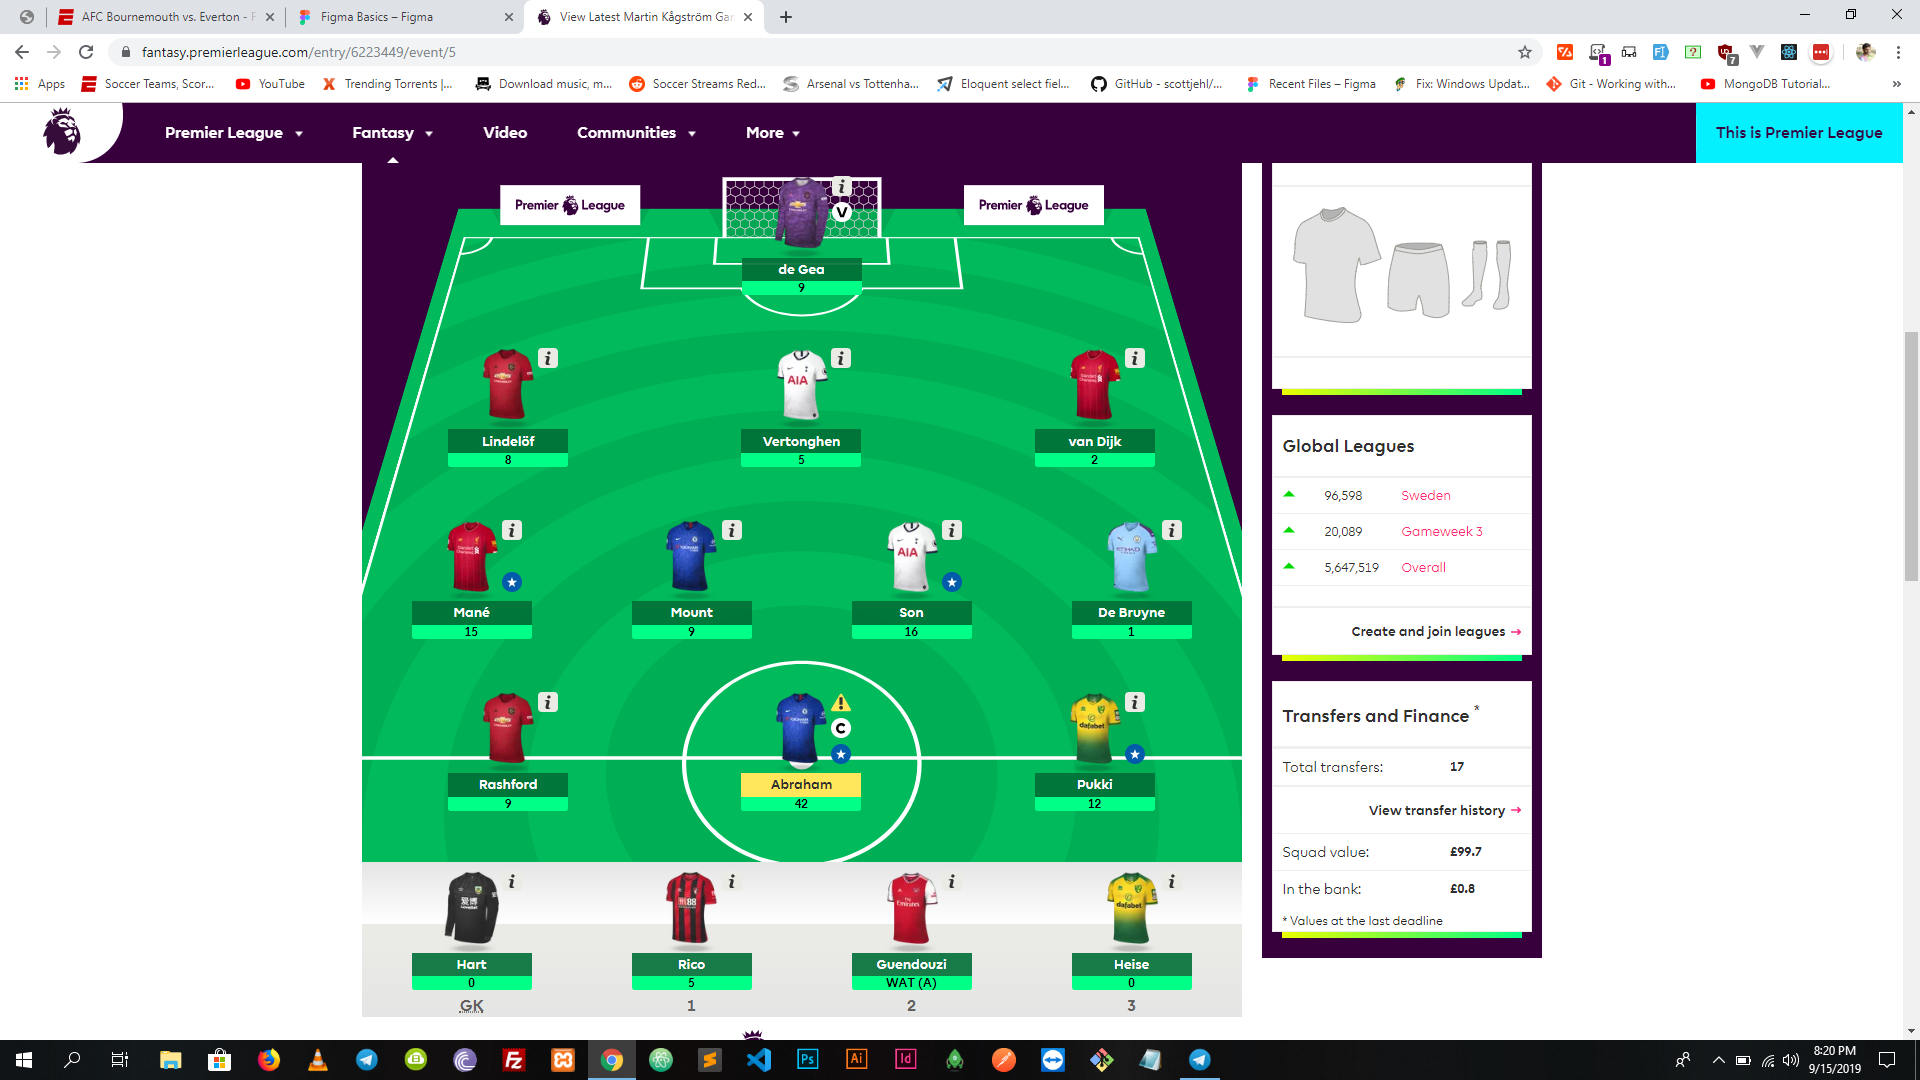 AFC Bournemouth vs. Everton - F
Figma Basics – Figma
View Latest Martin Kågström Gam
fantasy.premierleague.com/entry/6223449/event/5
Apps
Soccer Teams, Scor...
YouTube
Trending Torrents |...
Download music, m...
Soccer Streams Red...
Arsenal vs Tottenha...
Eloquent select fiel...
GitHub - scottjehl/...
Recent Files – Figma
Fix: Windows Updat...
Git - Working with...
MongoDB Tutorial...
Premier League
Fantasy
Video
Communities
More
This is Premier League
Premier League
Premier League
V
de Gea
9
Lindelöf
8
AIA
Vertonghen
5
van Dijk
2
Mané
15
Mount
9
AIA
Son
16
ETIHAD
De Bruyne
1
Rashford
9
C
Abraham
42
dafabet
Pukki
12
Hart
0
GK
Rico
5
1
Guendouzi
WAT (A)
2
dafabet
Heise
0
3
Global Leagues
96,598 Sweden
20,089 Gameweek 3
5,647,519 Overall
Create and join leagues →
Transfers and Finance *
Total transfers: 17
View transfer history →
Squad value: £99.7
In the bank: £0.8
* Values at the last deadline
8:20 PM
9/15/2019